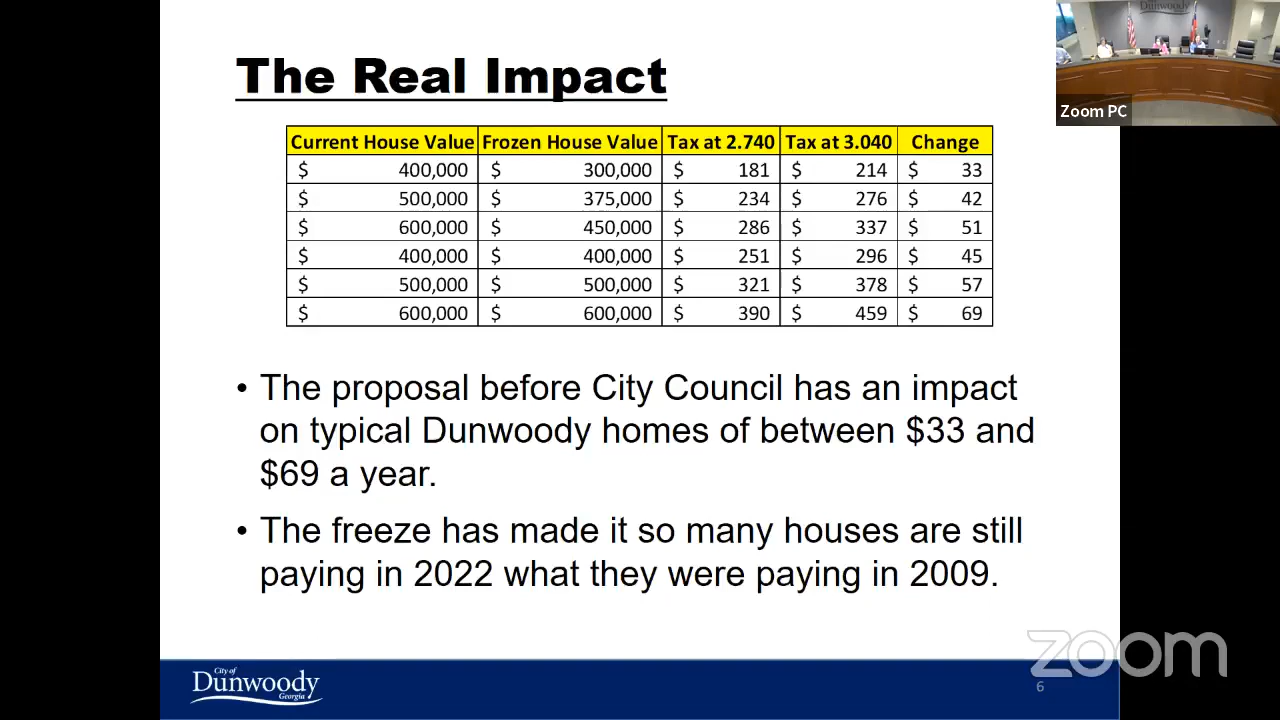 Dunwoody
Zoom PC
The Real Impact
Current House Value Frozen House Value Tax at 2.740 Tax at 3.040 Change
$ 400,000 $ 300,000 $ 181 $ 214 $ 33
$ 500,000 $ 375,000 $ 234 $ 276 $ 42
$ 600,000 $ 450,000 $ 286 $ 337 $ 51
$ 400,000 $ 400,000 $ 251 $ 296 $ 45
$ 500,000 $ 500,000 $ 321 $ 378 $ 57
$ 600,000 $ 600,000 $ 390 $ 459 $ 69
• The proposal before City Council has an impact
on typical Dunwoody homes of between $33 and
$69 a year.
• The freeze has made it so many houses are still
paying in 2022 what they were paying in 2009.
zoom
City of
Dunwoody
Georgia
6